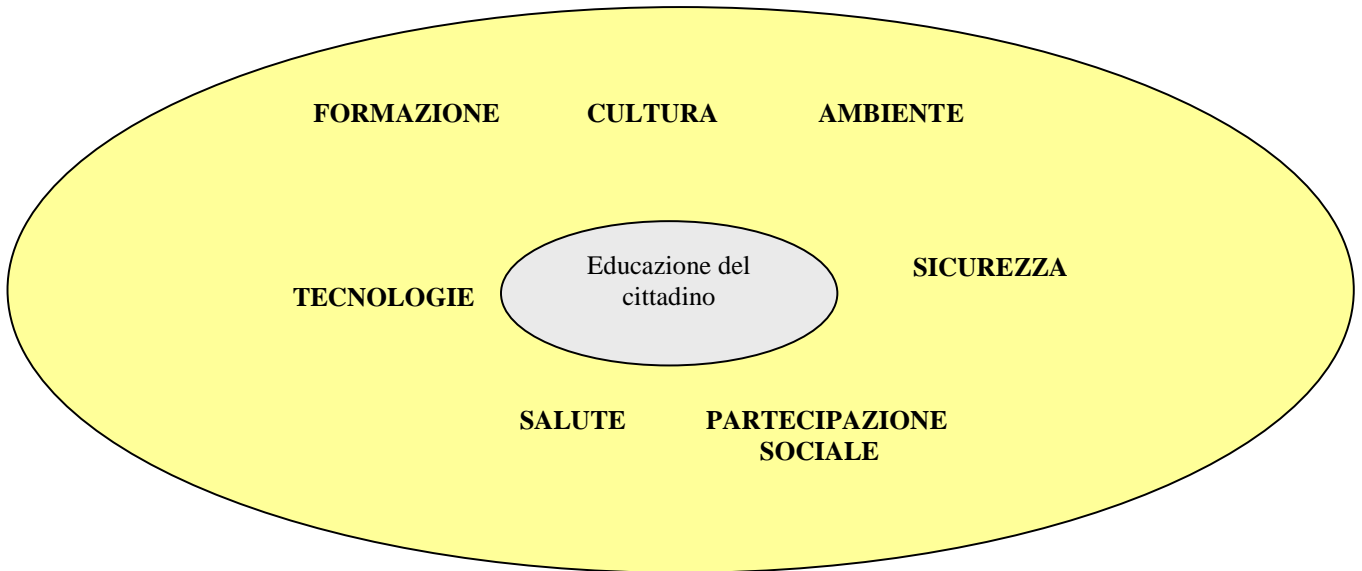 FORMAZIONE CULTURA AMBIENTE
Educazione del
cittadino
SICUREZZA
TECNOLOGIE
SALUTE PARTECIPAZIONE
SOCIALE